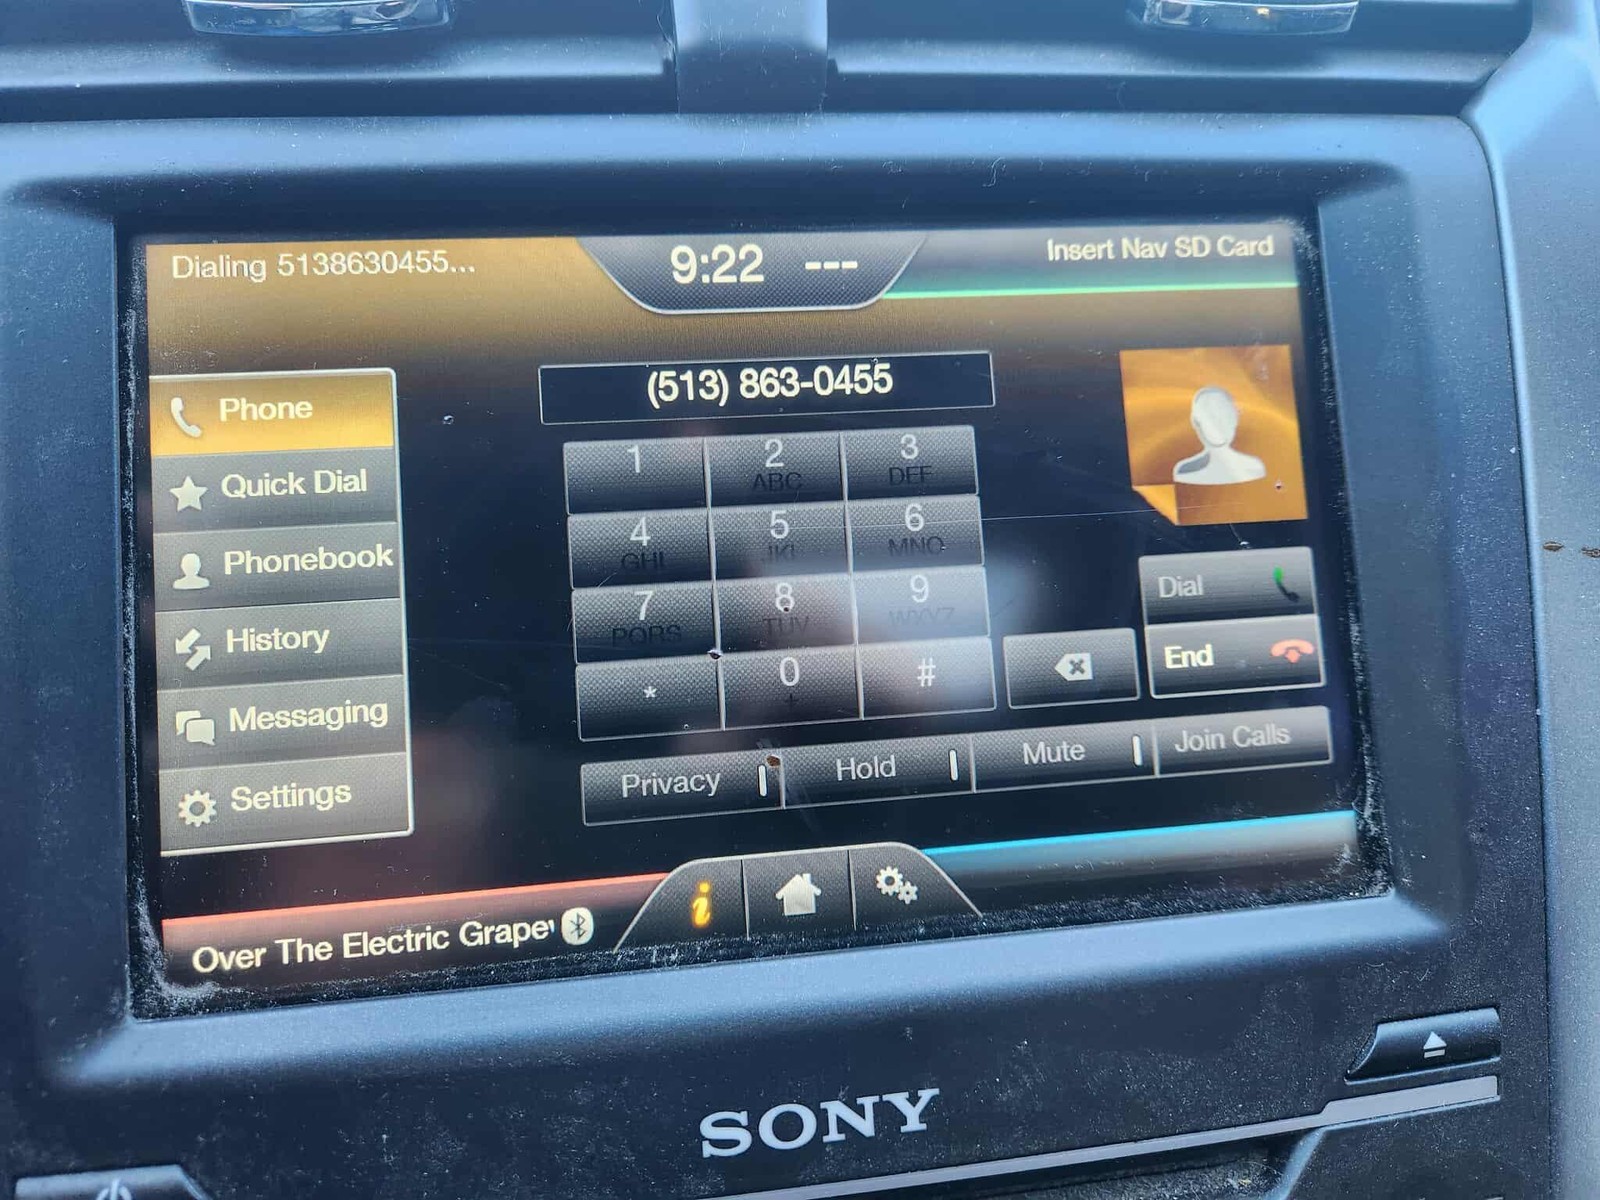 Dialing 5138630455...
9:22 ---
Insert Nav SD Card
(513) 863-0455
Phone
Quick Dial
Phonebook
History
Messaging
Settings
1
2
ABC
3
DEF
4
GHI
5
JKL
6
MNO
7
PQRS
8
TUV
9
WXYZ
*
0
+
#
Dial
End
Privacy
Hold
Mute
Join Calls
Over The Electric Grape
i
SONY